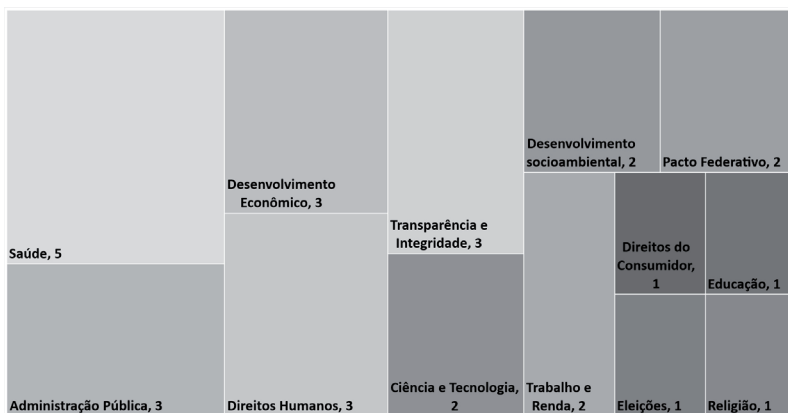 Saúde, 5
Administração Pública, 3
Desenvolvimento
Econômico, 3
Direitos Humanos, 3
Transparência e
Integridade, 3
Ciência e Tecnologia,
2
Desenvolvimento
socioambiental, 2
Pacto Federativo, 2
Trabalho e
Renda, 2
Direitos do
Consumidor,
1
Educação, 1
Eleições, 1
Religião, 1